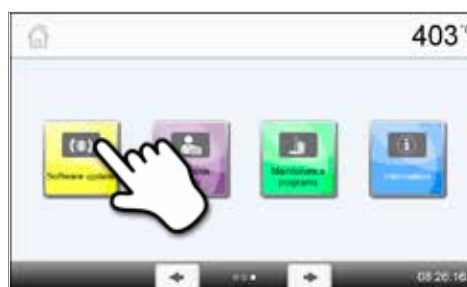 403 °
Software update
Maintenance
programs
Information
08:26:16